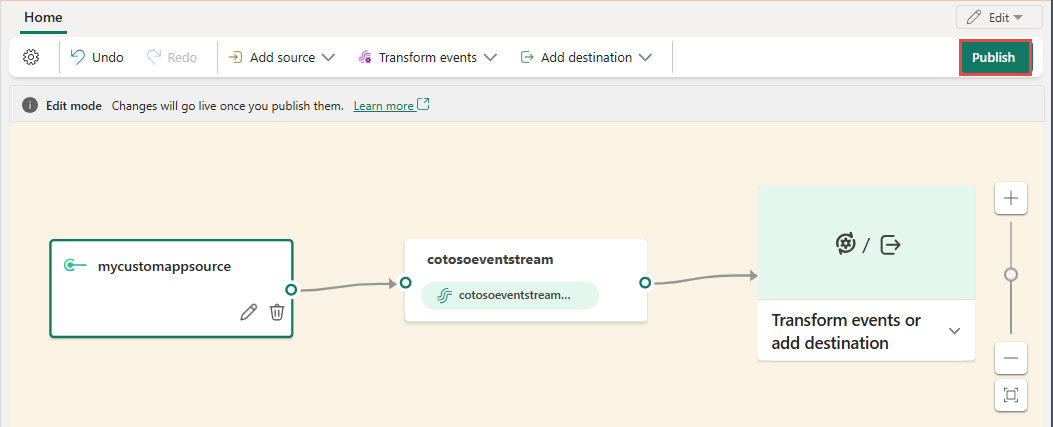 Home
Edit
Undo
Redo
Add source
Transform events
Add destination
Publish
Edit mode Changes will go live once you publish them. Learn more
mycustomappsource
cotosoeventstream
cotosoeventstream...
/
Transform events or
add destination